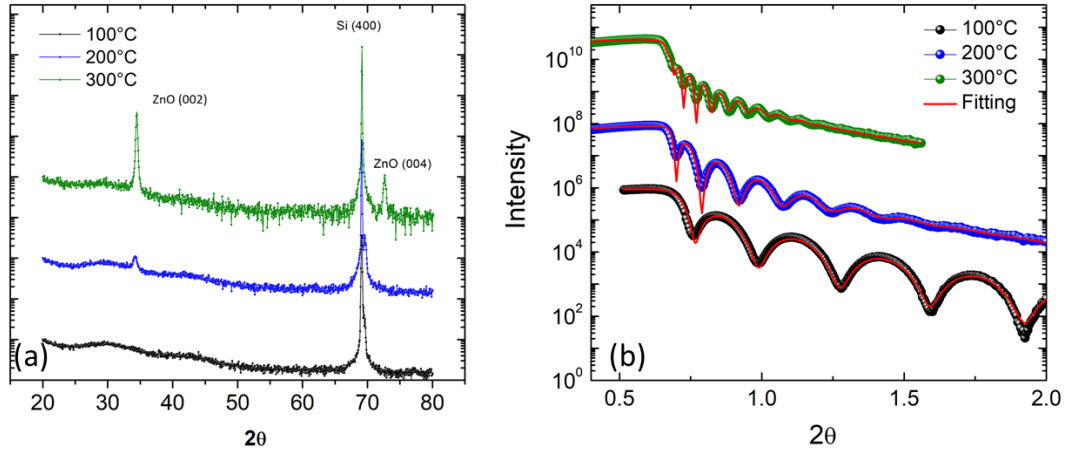 Si (400)
100°C
200°C
300°C
ZnO (002)
ZnO (004)
(a)
20 30 40 50 60 70 80
2θ
100°C
200°C
300°C
Fitting
Intensity
10^10
10^8
10^6
10^4
10^2
10^0
(b)
0.5 1.0 1.5 2.0
2θ